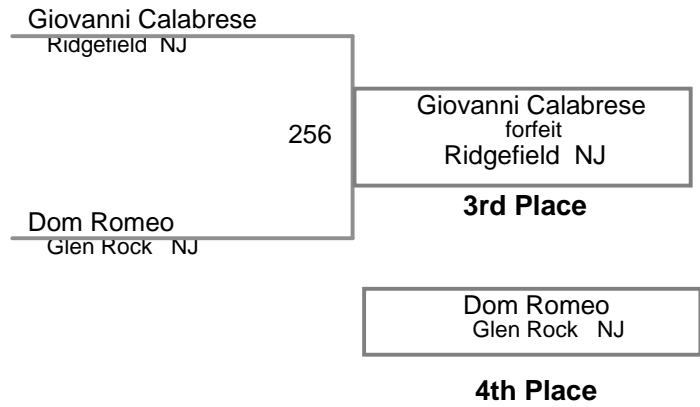 Giovanni Calabrese
Ridgefield NJ
256
Giovanni Calabrese
forfeit
Ridgefield NJ
3rd Place
Dom Romeo
Glen Rock NJ
Dom Romeo
Glen Rock NJ
4th Place